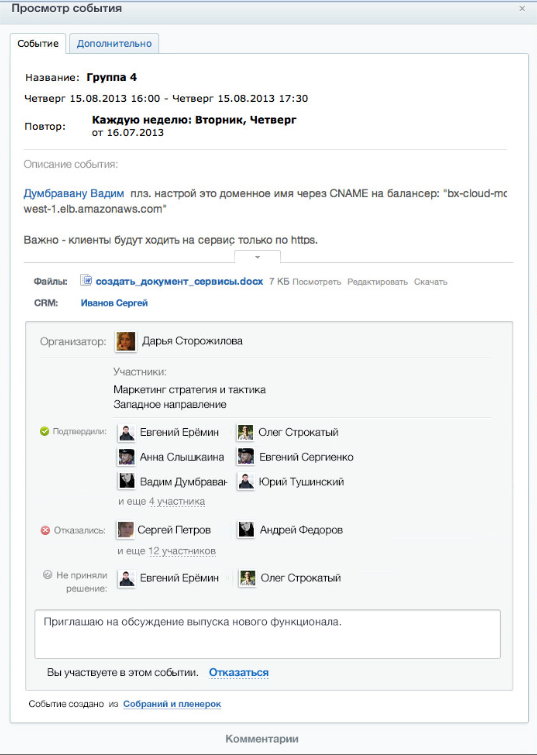 Просмотр события
×
Событие Дополнительно
Название: Группа 4
Четверг 15.08.2013 16:00 - Четверг 15.08.2013 17:30
Повтор: Каждую неделю: Вторник, Четверг
от 16.07.2013
Описание события:
Думбравану Вадим плз. настрой это доменное имя через CNAME на балансер: "bx-cloud-mo
west-1.elb.amazonaws.com"
Важно - клиенты будут ходить на сервис только по https.
Файлы: создать_документ_сервисы.docx 7 КБ Посмотреть Редактировать Скачать
CRM: Иванов Сергей
Организатор: Дарья Сторожилова
Участники:
Маркетинг стратегия и тактика
Западное направление
Подтвердили: Евгений Ерёмин Олег Строкатый
Анна Слышкаина Евгений Сергиенко
Вадим Думбраван Юрий Тушинский
и еще 4 участника
Отказались: Сергей Петров Андрей Федоров
и еще 12 участников
Не приняли Евгений Ерёмин Олег Строкатый
решение:
Приглашаю на обсуждение выпуска нового функционала.
Вы участвуете в этом событии. Отказаться
Событие создано из Собраний и пленерок
Комментарии